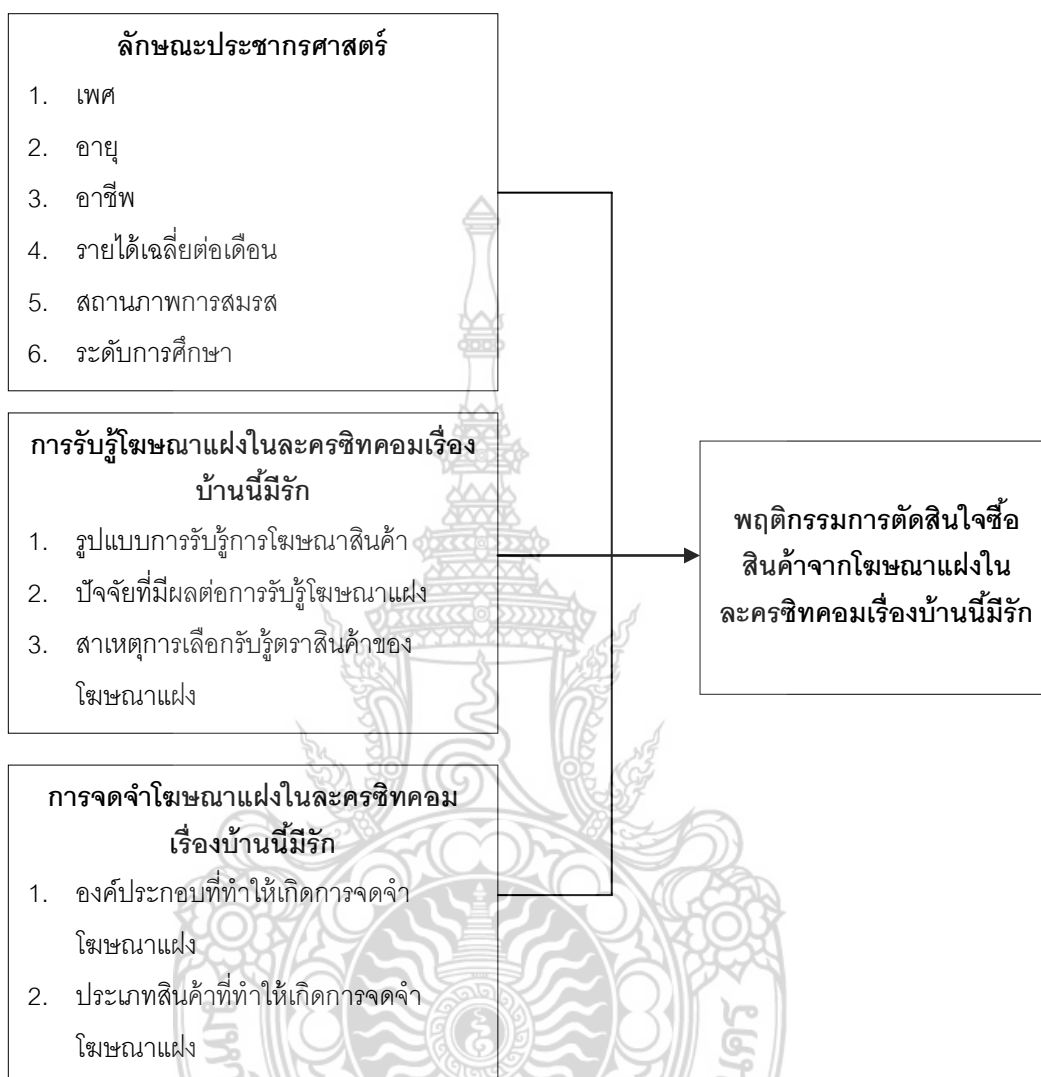 ลักษณะประชากรศาสตร์
1. เพศ
2. อายุ
3. อาชีพ
4. รายได้เฉลี่ยต่อเดือน
5. สถานภาพการสมรส
6. ระดับการศึกษา
การรับรู้โฆษณาแฝงในละครซิทคอมเรื่อง
บ้านนี้มีรัก
1. รูปแบบการรับรู้การโฆษณาสินค้า
2. ปัจจัยที่มีผลต่อการรับรู้โฆษณาแฝง
3. สาเหตุการเลือกรับรู้ตราสินค้าของ
โฆษณาแฝง
การจดจำโฆษณาแฝงในละครซิทคอม
เรื่องบ้านนี้มีรัก
1. องค์ประกอบที่ทำให้เกิดการจดจำ
โฆษณาแฝง
2. ประเภทสินค้าที่ทำให้เกิดการจดจำ
โฆษณาแฝง
พฤติกรรมการตัดสินใจซื้อ
สินค้าจากโฆษณาแฝงใน
ละครซิทคอมเรื่องบ้านนี้มีรัก